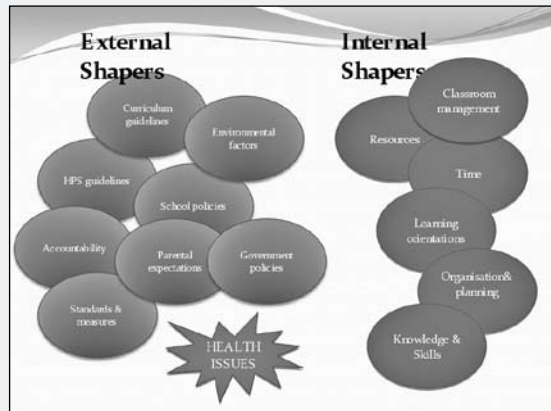 External
Shapers
Curriculum
guidelines
Environmental
factors
HPS guidelines
School policies
Accountability
Parental
expectations
Government
policies
Standards &
measures
HEALTH
ISSUES
Internal
Shapers
Classroom
management
Resources
Time
Learning
orientations
Organisation&
planning
Knowledge &
Skills